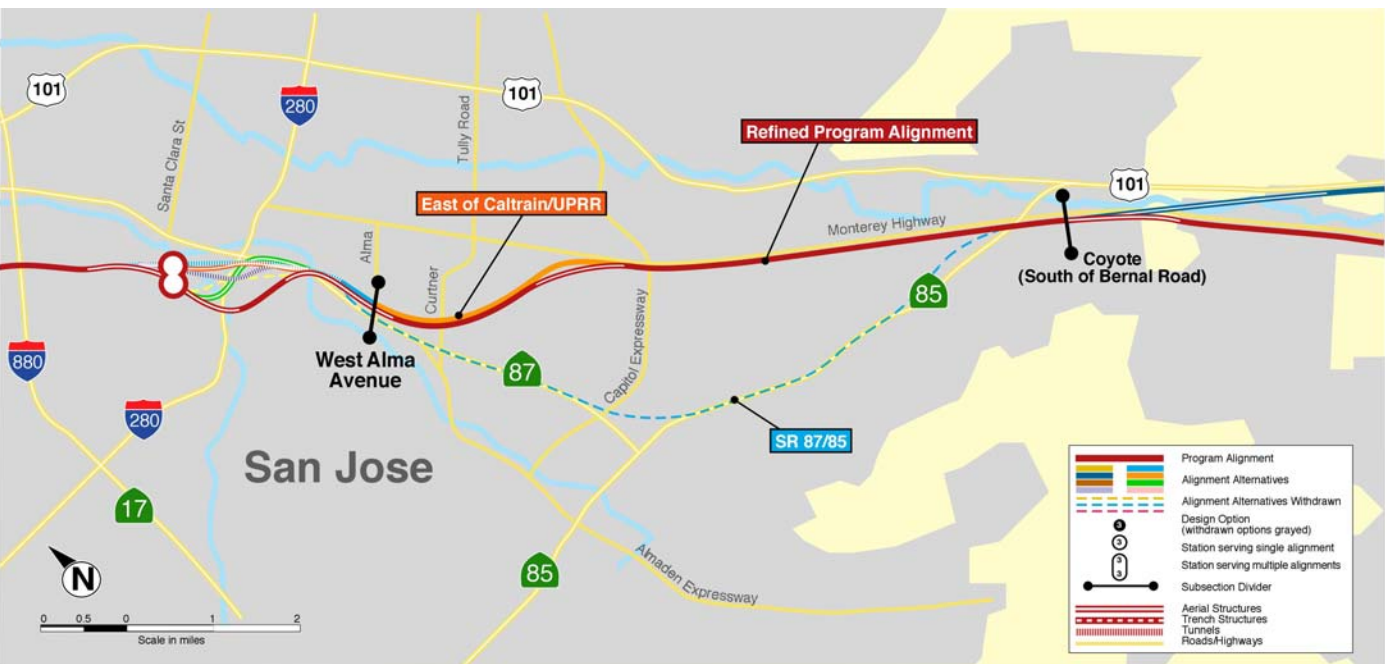 101
280
101
Santa Clara St
Tully Road
Refined Program Alignment
East of Caltrain/UPRR
101
Monterey Highway
Alma
Curtner
Coyote
(South of Bernal Road)
85
Capitol Expressway
880
West Alma
Avenue
87
280
SR 87/85
San Jose
17
N
85
Almaden Expressway
0 0.5 0 1 2
Scale in miles
Program Alignment
Alignment Alternatives
Alignment Alternatives Withdrawn
3
Design Option
(withdrawn options grayed)
3
Station serving single alignment
3
3
Station serving multiple alignments
Subsection Divider
Aerial Structures
Trench Structures
Tunnels
Roads/Highways